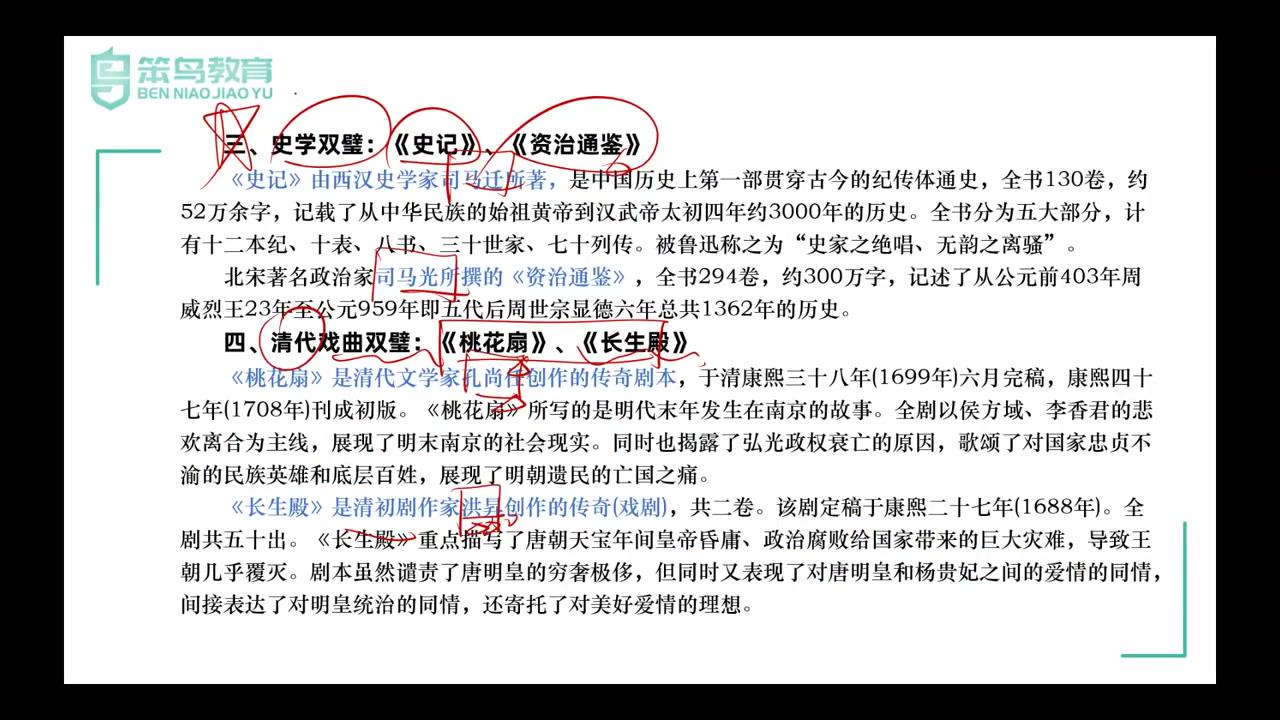 笨鸟教育
BEN NIAO JIAO YU
三、史学双璧：《史记》、《资治通鉴》
《史记》由西汉史学家司马迁所著，是中国历史上第一部贯穿古今的纪传体通史，全书130卷，约
52万余字，记载了从中华民族的始祖黄帝到汉武帝太初四年约3000年的历史。全书分为五大部分，计
有十二本纪、十表、八书、三十世家、七十列传。被鲁迅称之为“史家之绝唱、无韵之离骚”。
北宋著名政治家司马光所撰的《资治通鉴》，全书294卷，约300万字，记述了从公元前403年周
威烈王23年至公元959年即五代后周世宗显德六年总共1362年的历史。
四、清代戏曲双璧：《桃花扇》、《长生殿》
《桃花扇》是清代文学家孔尚任创作的传奇剧本，于清康熙三十八年(1699年)六月完稿，康熙四十
七年(1708年)刊成初版。《桃花扇》所写的是明代末年发生在南京的故事。全剧以侯方域、李香君的悲
欢离合为主线，展现了明末南京的社会现实。同时也揭露了弘光政权衰亡的原因，歌颂了对国家忠贞不
渝的民族英雄和底层百姓，展现了明朝遗民的亡国之痛。
《长生殿》是清初剧作家洪昇创作的传奇(戏剧)，共二卷。该剧定稿于康熙二十七年(1688年)。全
剧共五十出。《长生殿》重点描写了唐朝天宝年间皇帝昏庸、政治腐败给国家带来的巨大灾难，导致王
朝几乎覆灭。剧本虽然谴责了唐明皇的穷奢极侈，但同时又表现了对唐明皇和杨贵妃之间的爱情的同情，
间接表达了对明皇统治的同情，还寄托了对美好爱情的理想。